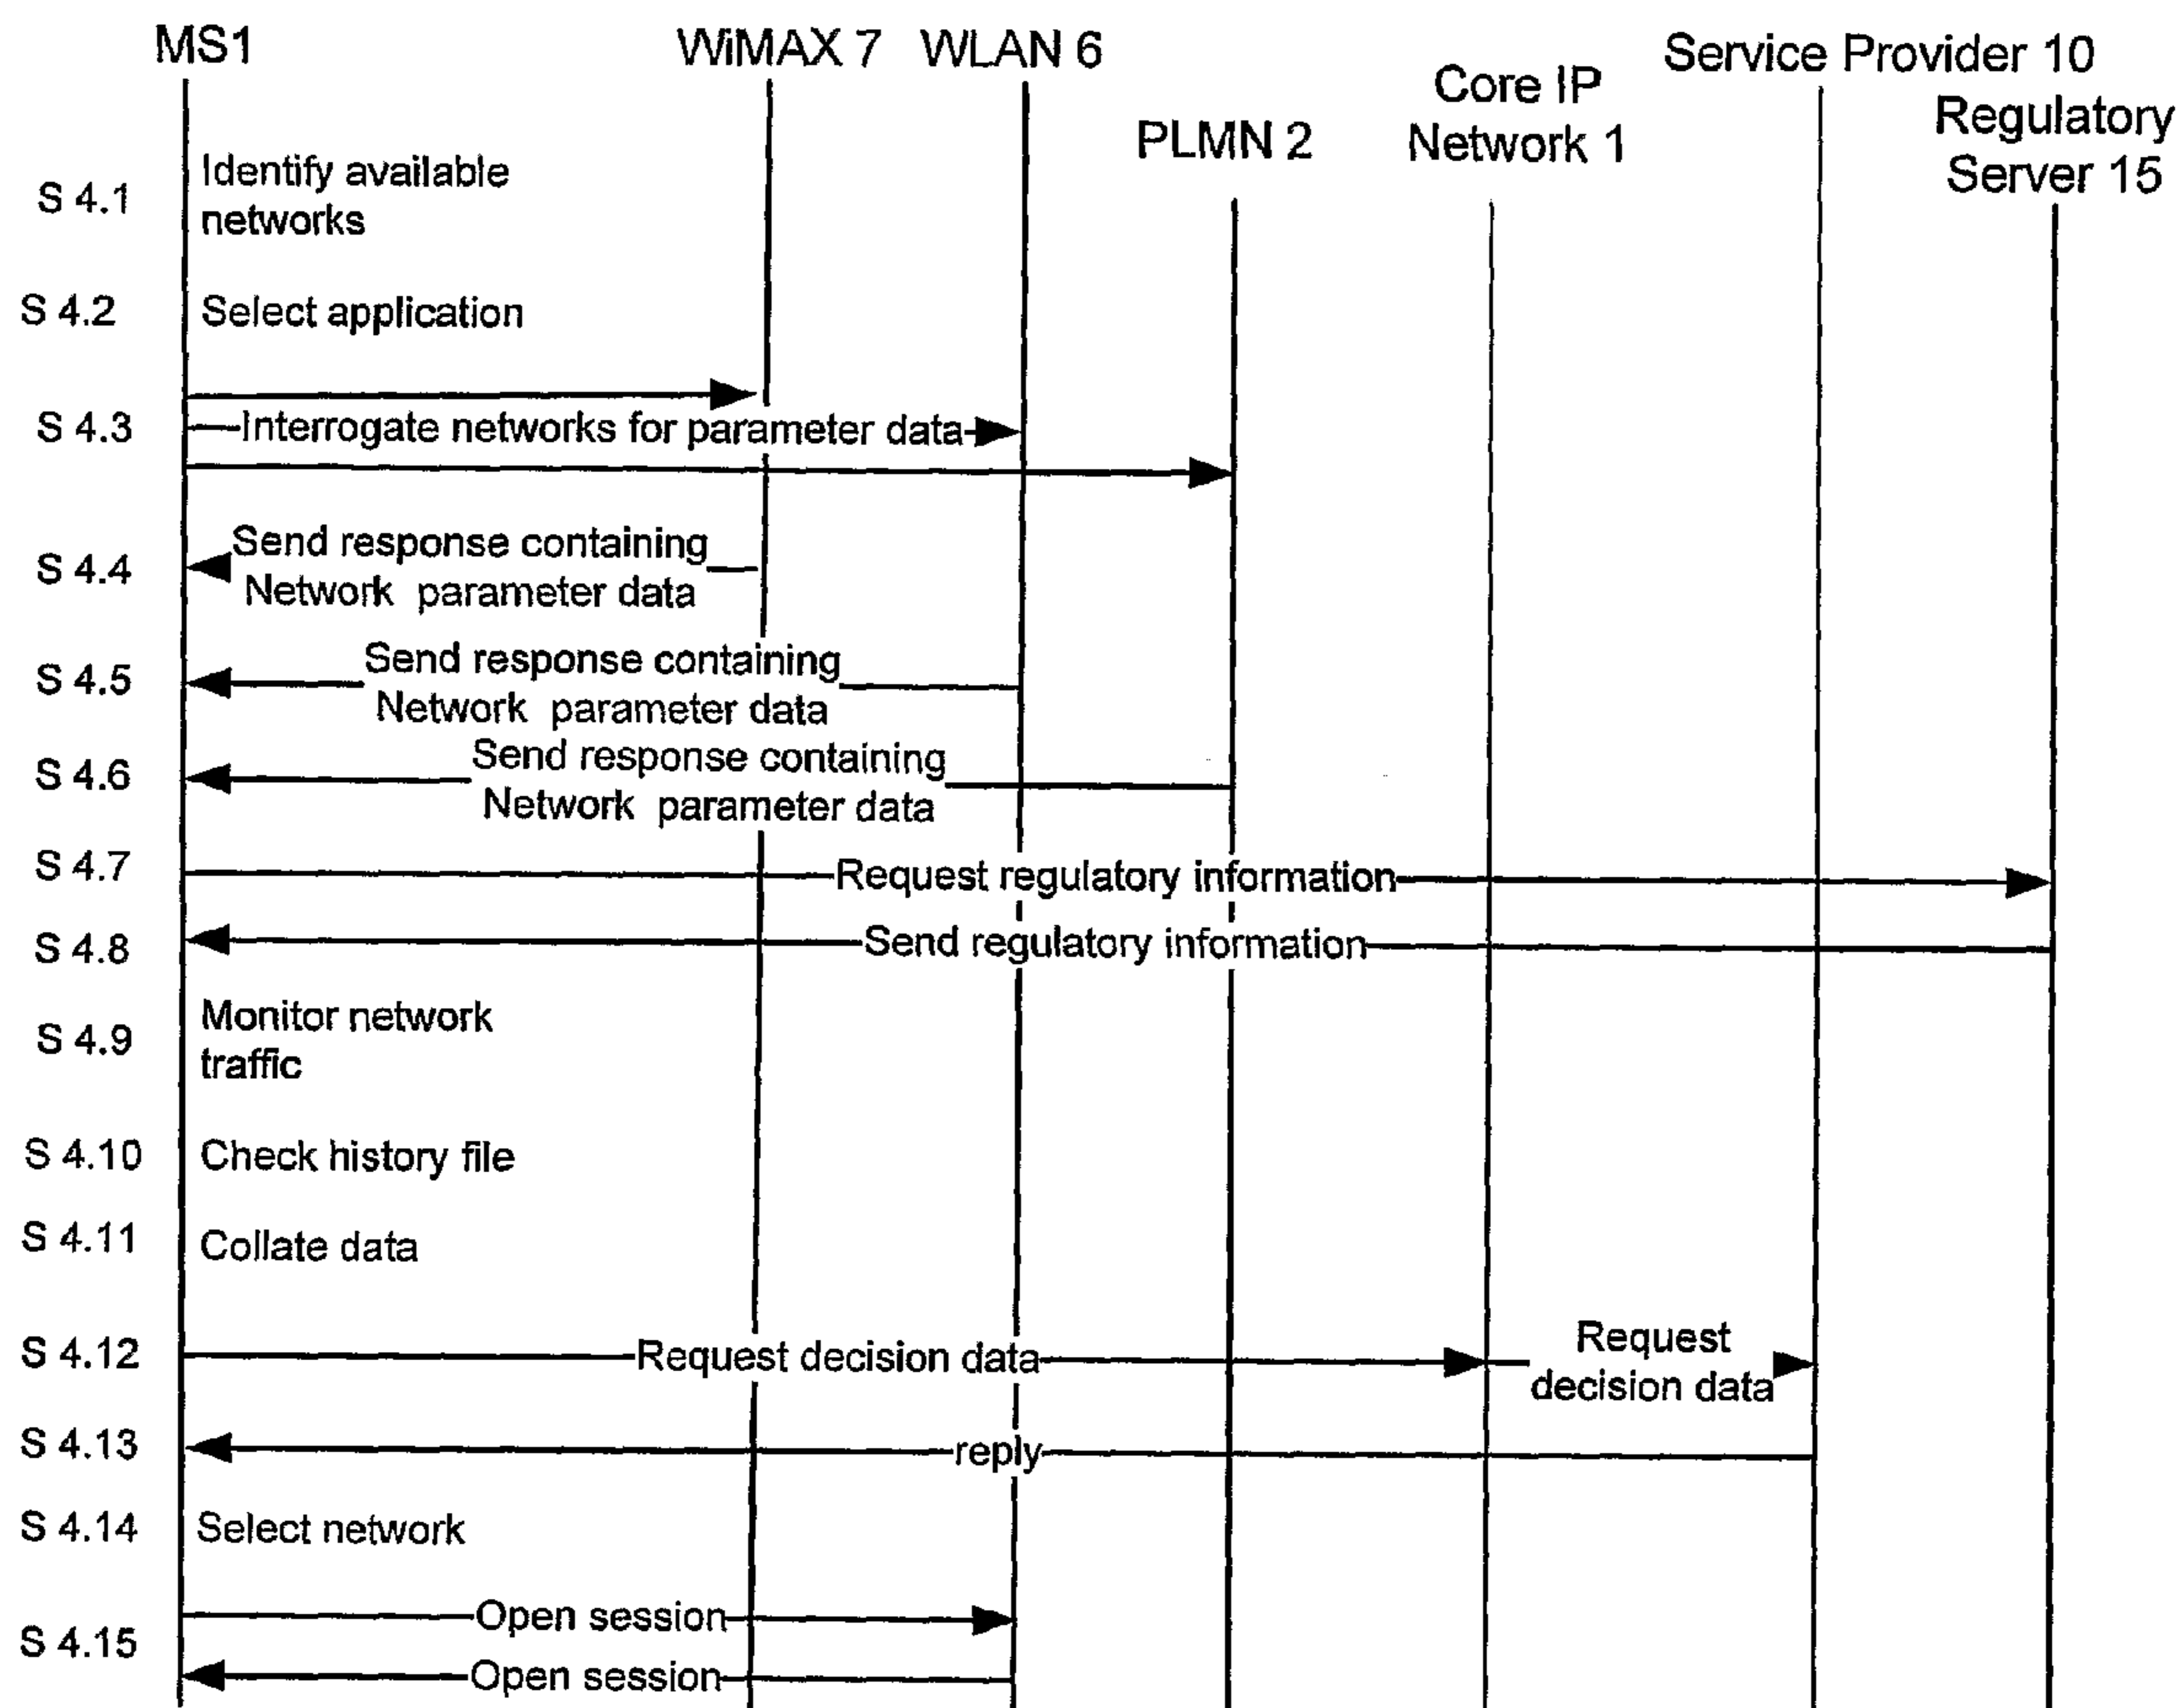 MS1
WiMAX 7
WLAN 6
PLMN 2
Core IP
Network 1
Service Provider 10
Regulatory
Server 15
S 4.1
Identify available
networks
S 4.2
Select application
S 4.3
Interrogate networks for parameter data
S 4.4
Send response containing
Network parameter data
S 4.5
Send response containing
Network parameter data
S 4.6
Send response containing
Network parameter data
S 4.7
Request regulatory information
S 4.8
Send regulatory information
S 4.9
Monitor network
traffic
S 4.10
Check history file
S 4.11
Collate data
S 4.12
Request decision data
Request
decision data
S 4.13
reply
S 4.14
Select network
S 4.15
Open session
Open session